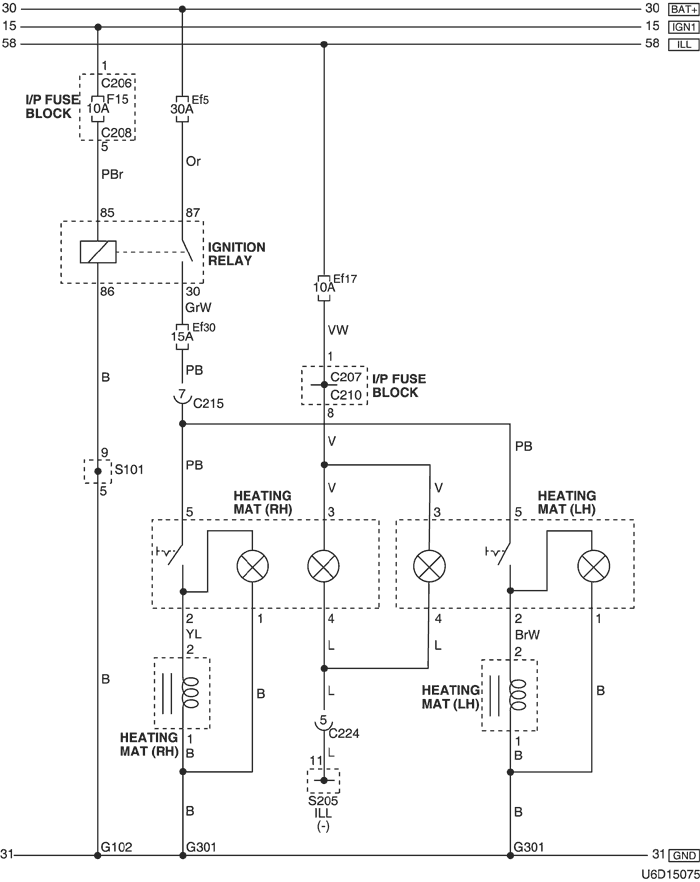 30 30 BAT+
15 15 IGN1
58 58 ILL
1
C206
I/P FUSE BLOCK
F15
10A
C208
5
PBr
Ef5
30A
Or
85 87
IGNITION RELAY
86 30
GrW
Ef30
15A
PB
7
C215
B
9
S101
5
PB
Ef17
10A
VW
1
C207
C210
I/P FUSE BLOCK
8
V
V
V
PB
HEATING MAT (RH)
HEATING MAT (LH)
5 3 3 5
2 1 4 4 2 1
YL
L
L
BrW
2
2
B
B
L
B
HEATING MAT (RH)
HEATING MAT (LH)
1
B
5
C224
L
11
S205
ILL
(-)
1
B
B
B
31 G102 G301 G301 31 GND
U6D15075